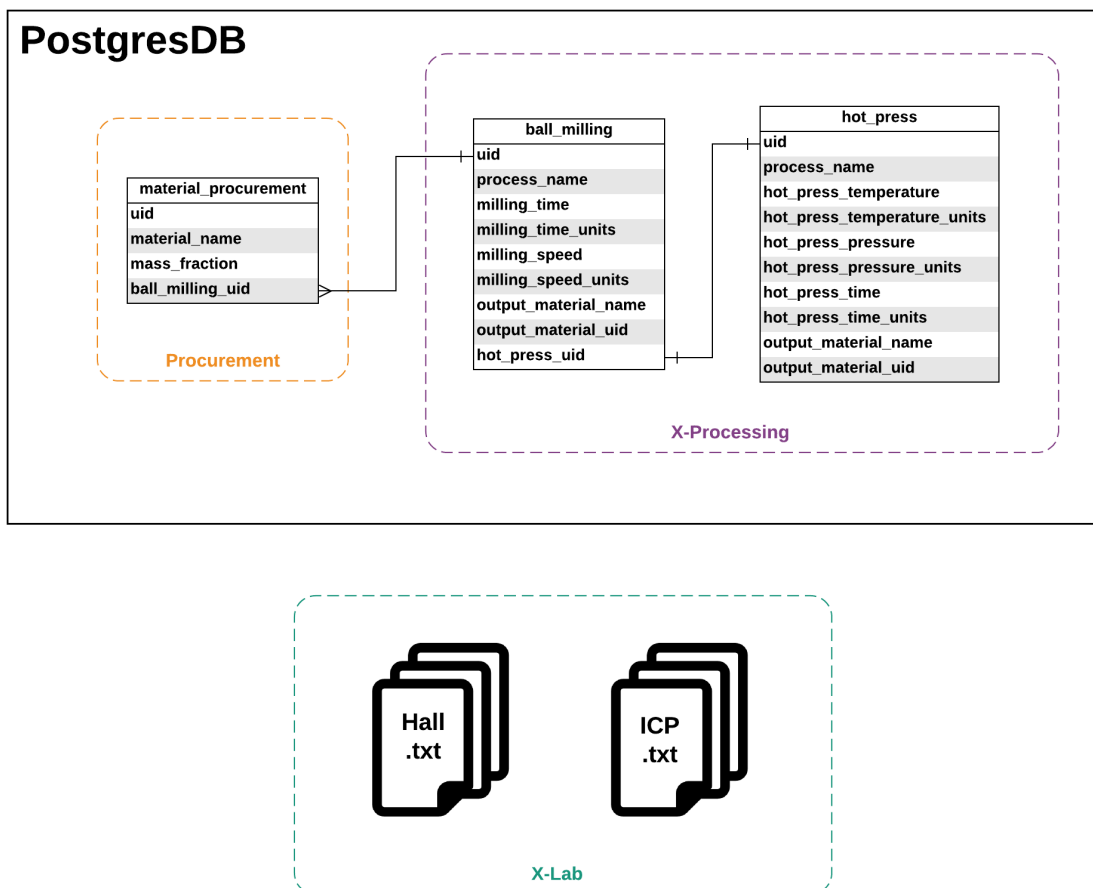 PostgresDB
material_procurement
uid
material_name
mass_fraction
ball_milling_uid
Procurement
ball_milling
uid
process_name
milling_time
milling_time_units
milling_speed
milling_speed_units
output_material_name
output_material_uid
hot_press_uid
hot_press
uid
process_name
hot_press_temperature
hot_press_temperature_units
hot_press_pressure
hot_press_pressure_units
hot_press_time
hot_press_time_units
output_material_name
output_material_uid
X-Processing
Hall
.txt
ICP
.txt
X-Lab